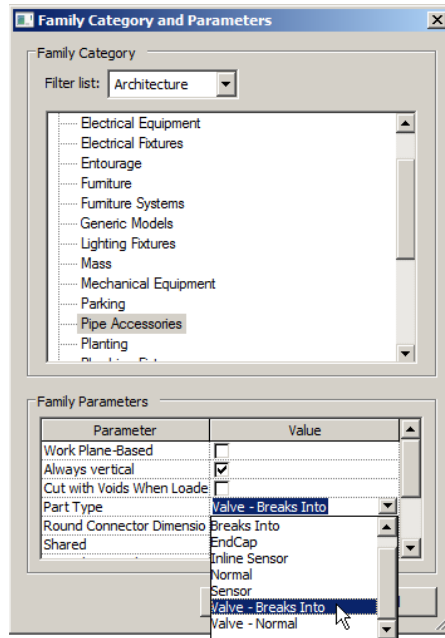 Family Category and Parameters
Family Category
Filter list: Architecture
Electrical Equipment
Electrical Fixtures
Entourage
Furniture
Furniture Systems
Generic Models
Lighting Fixtures
Mass
Mechanical Equipment
Parking
Pipe Accessories
Planting
Family Parameters
Parameter Value
Work Plane-Based
Always vertical
Cut with Voids When Loade
Part Type Valve - Breaks Into
Round Connector Dimensio Breaks Into
Shared EndCap
Inline Sensor
Normal
Sensor
Valve - Breaks Into
Valve - Normal